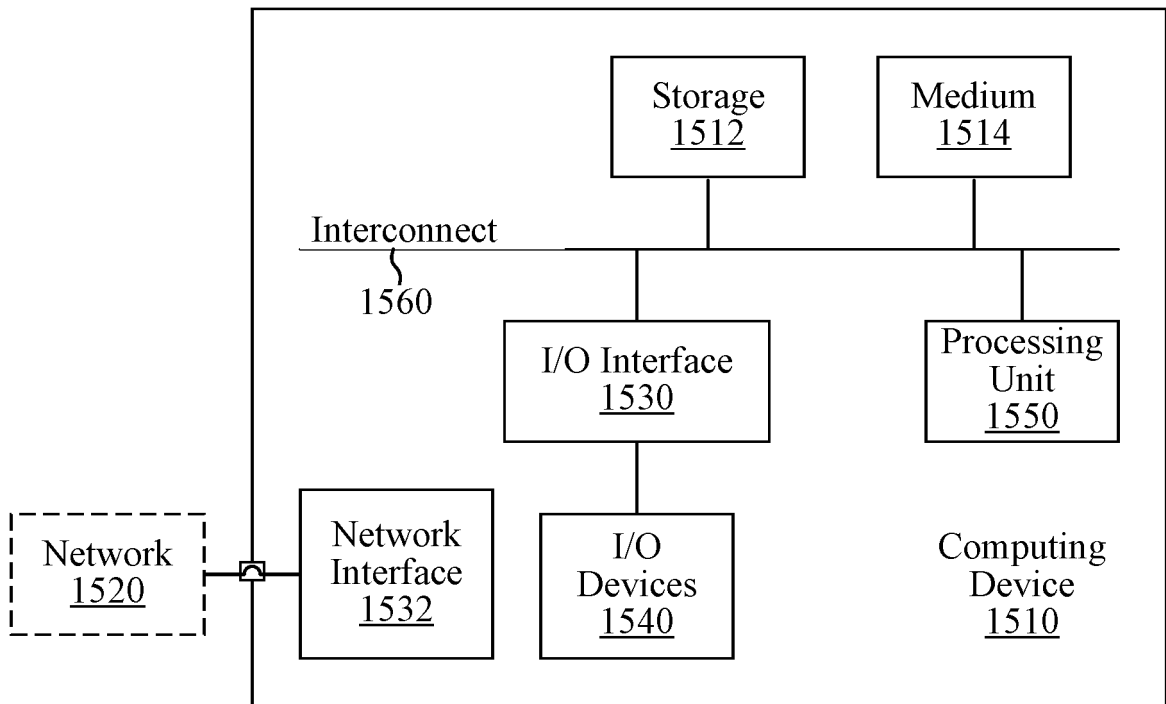 Storage
1512
Medium
1514
Interconnect
1560
I/O Interface
1530
Processing
Unit
1550
Network
1520
Network
Interface
1532
I/O
Devices
1540
Computing
Device
1510